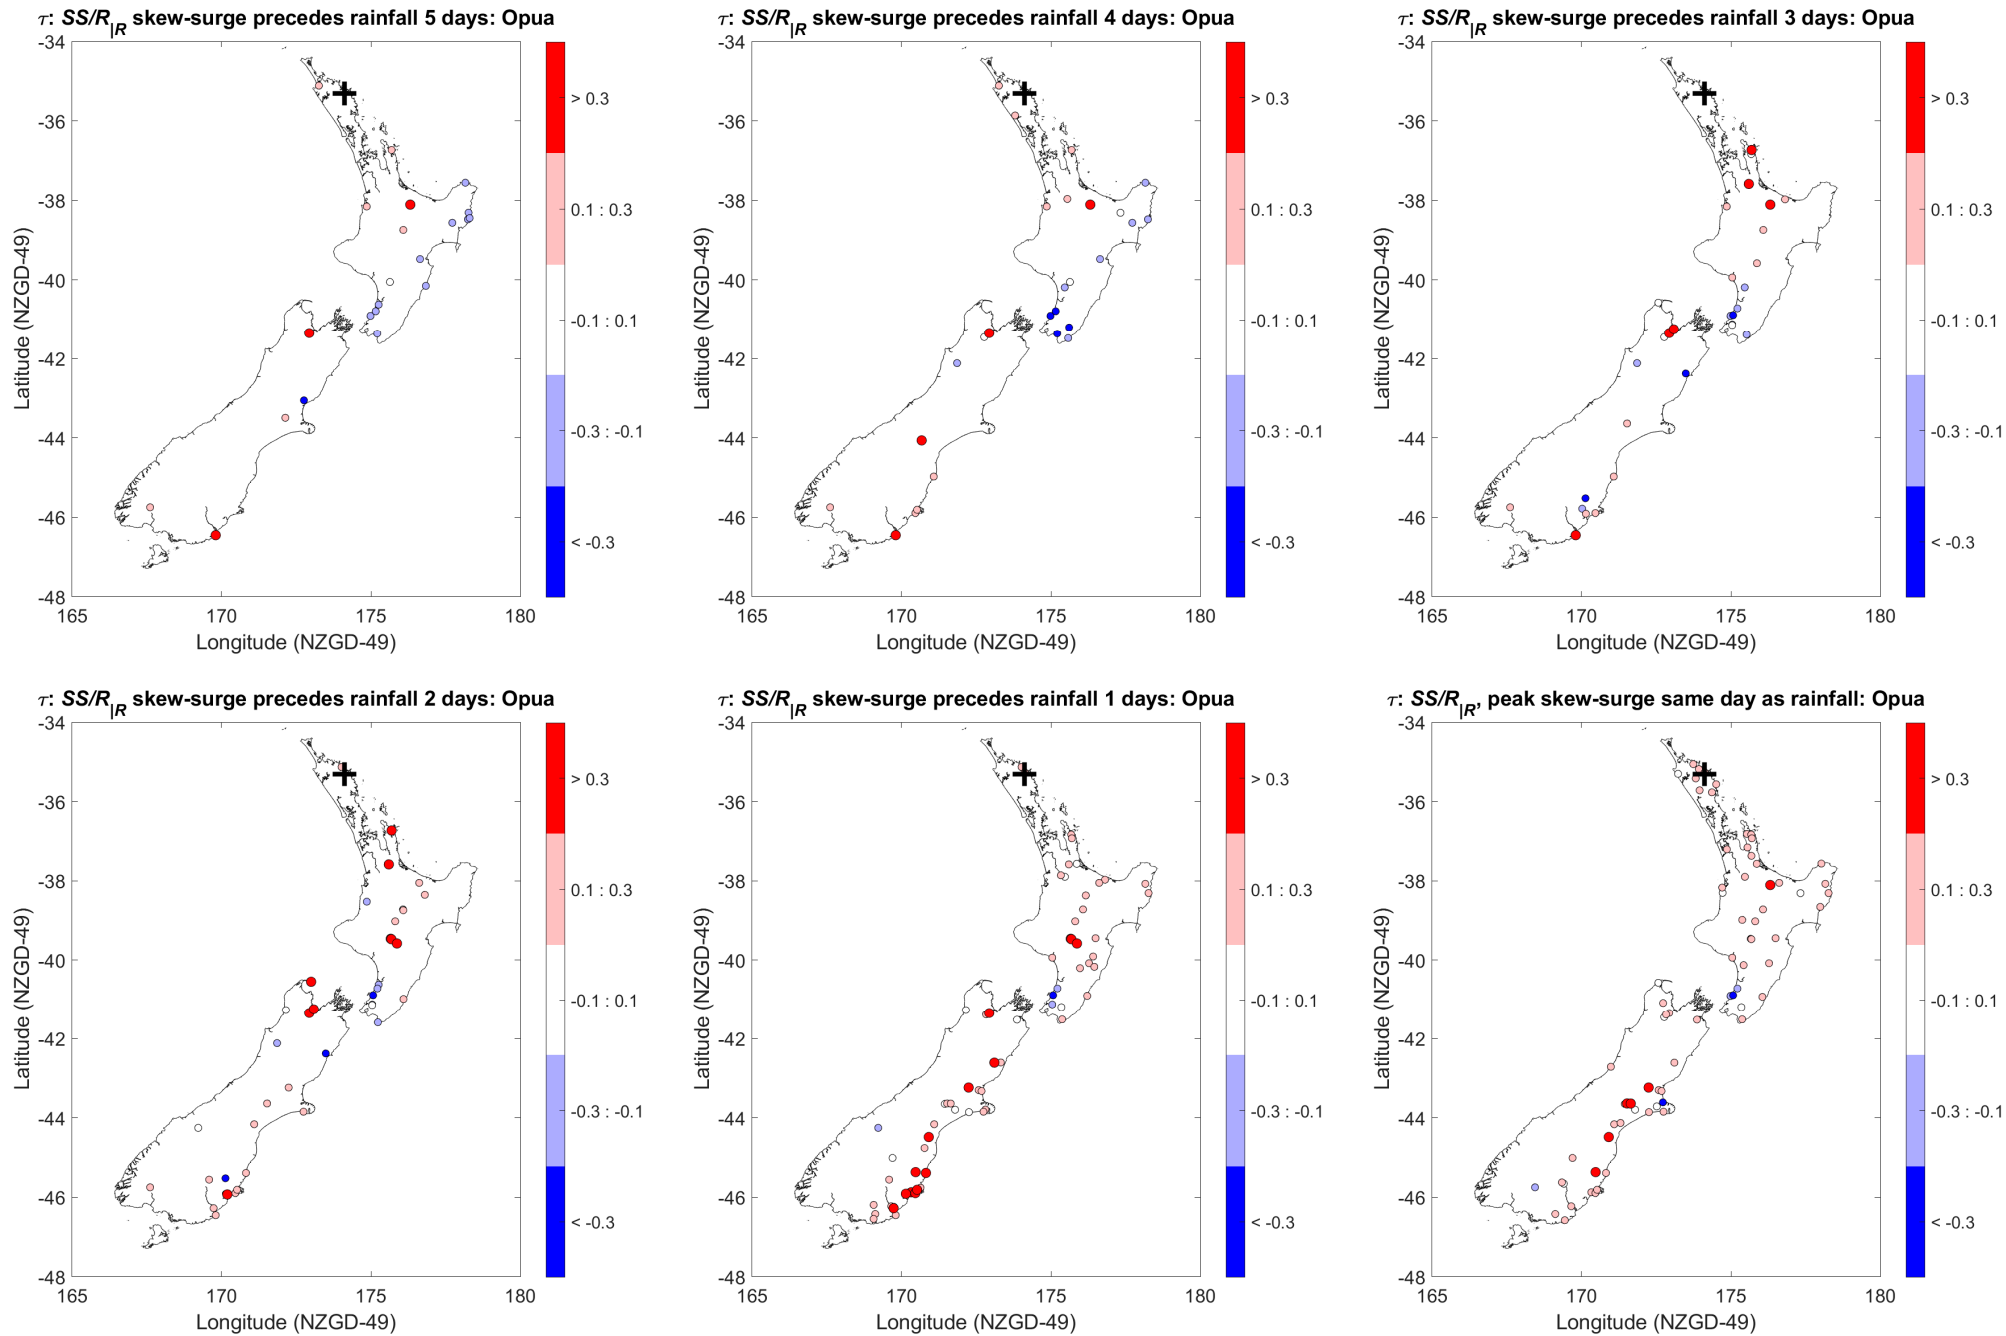 τ: SS/R|R skew-surge precedes rainfall 5 days: Opua
-34
-36
-38
-40
-42
-44
-46
-48
165
170
175
180
Latitude (NZGD-49)
Longitude (NZGD-49)
> 0.3
0.1 : 0.3
-0.1 : 0.1
-0.3 : -0.1
< -0.3
τ: SS/R|R skew-surge precedes rainfall 4 days: Opua
-34
-36
-38
-40
-42
-44
-46
-48
165
170
175
180
Latitude (NZGD-49)
Longitude (NZGD-49)
> 0.3
0.1 : 0.3
-0.1 : 0.1
-0.3 : -0.1
< -0.3
τ: SS/R|R skew-surge precedes rainfall 3 days: Opua
-34
-36
-38
-40
-42
-44
-46
-48
165
170
175
180
Latitude (NZGD-49)
Longitude (NZGD-49)
> 0.3
0.1 : 0.3
-0.1 : 0.1
-0.3 : -0.1
< -0.3
τ: SS/R|R skew-surge precedes rainfall 2 days: Opua
-34
-36
-38
-40
-42
-44
-46
-48
165
170
175
180
Latitude (NZGD-49)
Longitude (NZGD-49)
> 0.3
0.1 : 0.3
-0.1 : 0.1
-0.3 : -0.1
< -0.3
τ: SS/R|R skew-surge precedes rainfall 1 days: Opua
-34
-36
-38
-40
-42
-44
-46
-48
165
170
175
180
Latitude (NZGD-49)
Longitude (NZGD-49)
> 0.3
0.1 : 0.3
-0.1 : 0.1
-0.3 : -0.1
< -0.3
τ: SS/R|R, peak skew-surge same day as rainfall: Opua
-34
-36
-38
-40
-42
-44
-46
-48
165
170
175
180
Latitude (NZGD-49)
Longitude (NZGD-49)
> 0.3
0.1 : 0.3
-0.1 : 0.1
-0.3 : -0.1
< -0.3